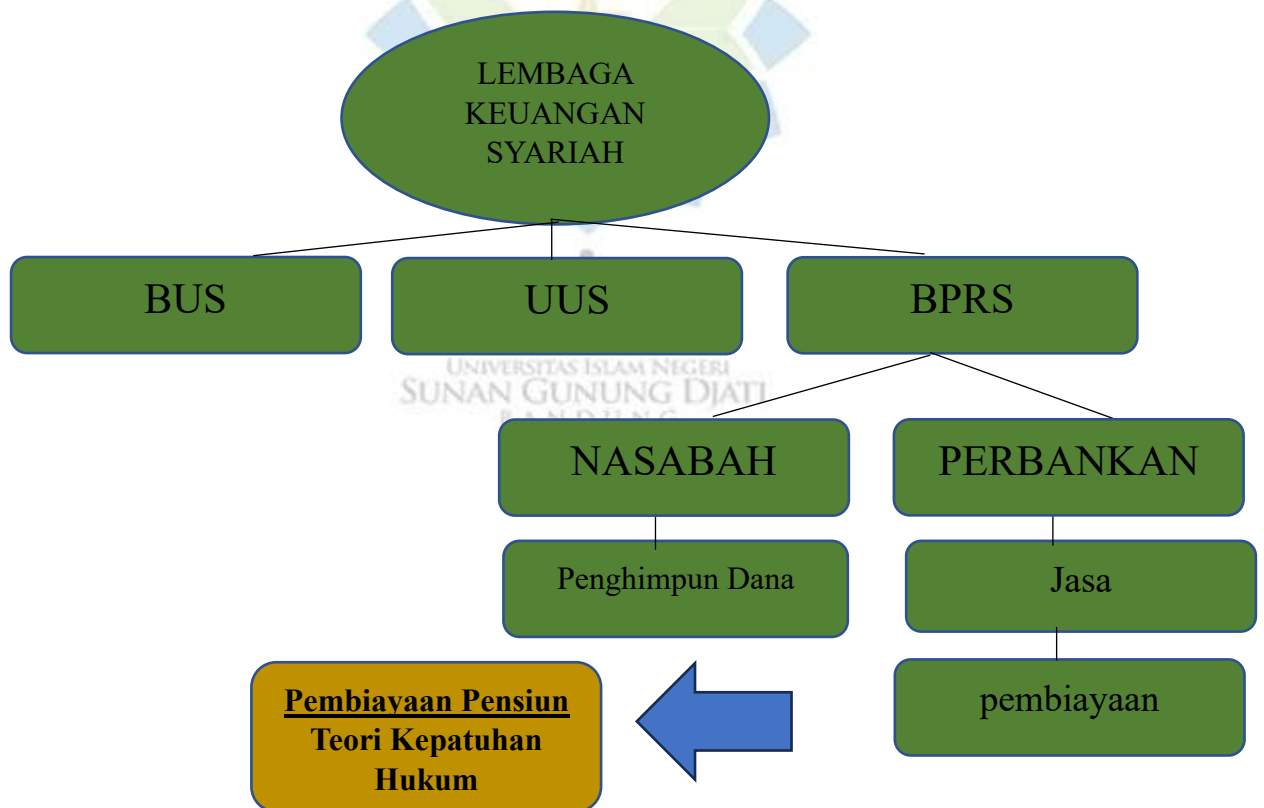 LEMBAGA
KEUANGAN
SYARIAH
BUS
UUS
BPRS
UNIVERSITAS ISLAM NEGERI
SUNAN GUNUNG DJATI
BANDUNG
NASABAH
PERBANKAN
Penghimpun Dana
Jasa
Pembiayaan Pensiun
Teori Kepatuhan
Hukum
pembiayaan